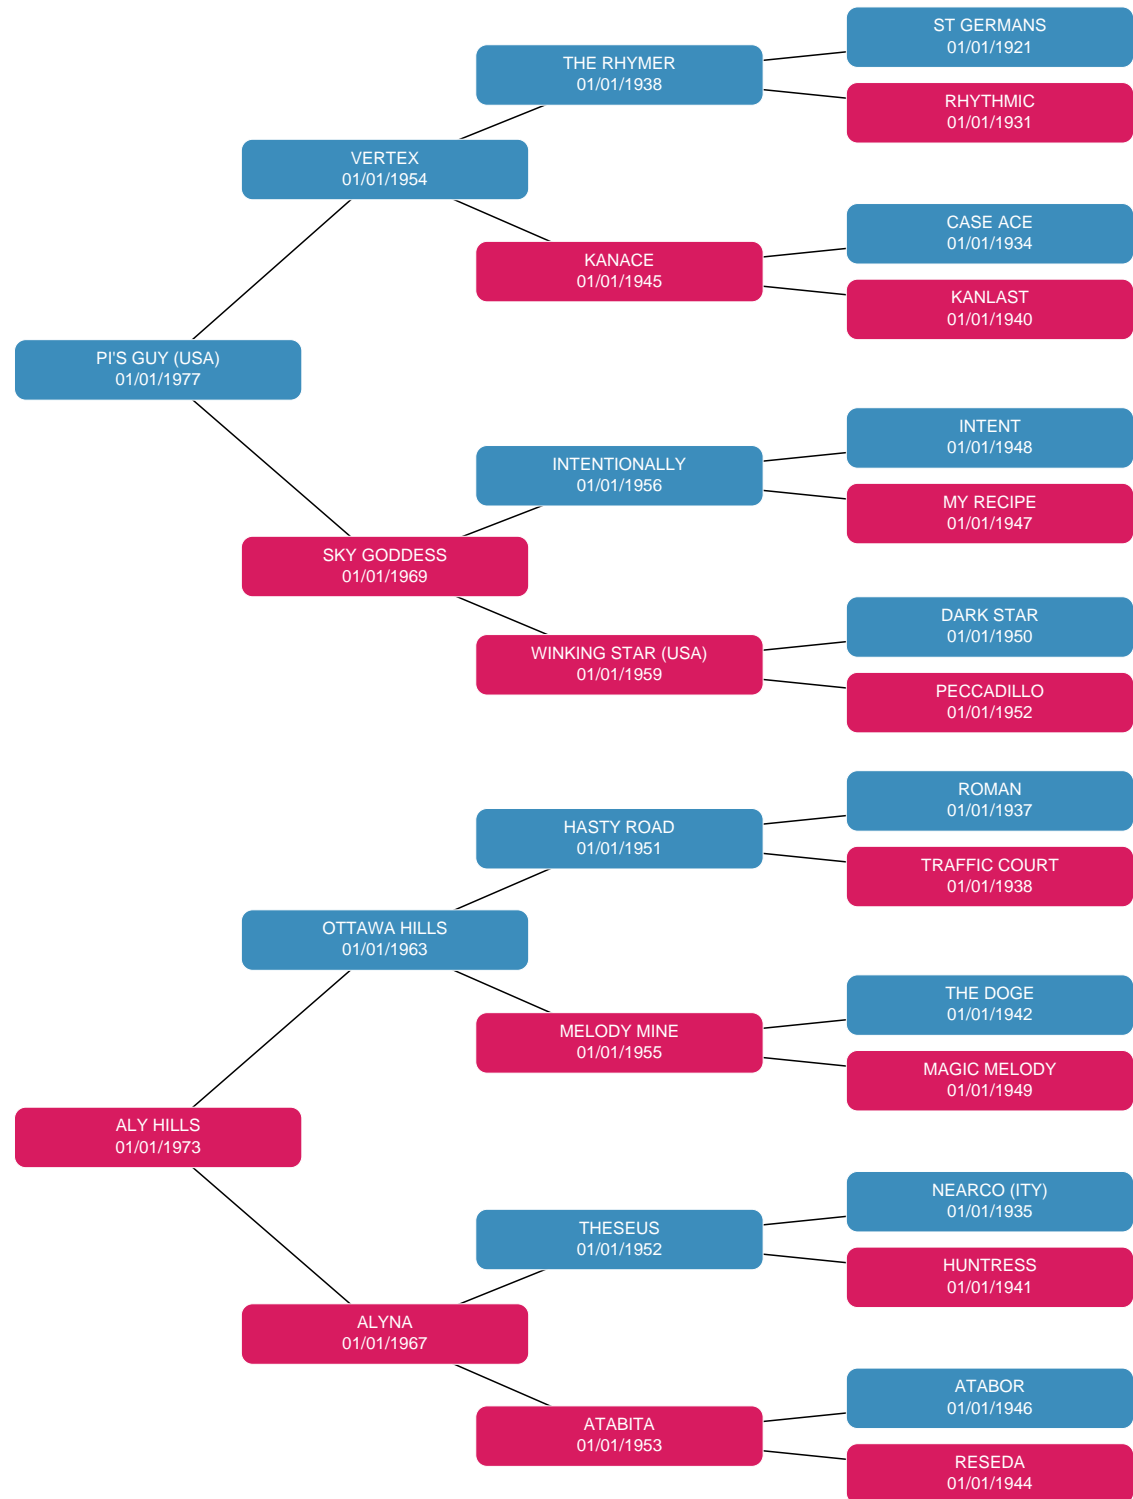 ST GERMANS
01/01/1921
THE RHYMER
01/01/1938
RHYTHMIC
01/01/1931
VERTEX
01/01/1954
CASE ACE
01/01/1934
KANACE
01/01/1945
KANLAST
01/01/1940
PI'S GUY (USA)
01/01/1977
INTENT
01/01/1948
INTENTIONALLY
01/01/1956
MY RECIPE
01/01/1947
SKY GODDESS
01/01/1969
DARK STAR
01/01/1950
WINKING STAR (USA)
01/01/1959
PECCADILLO
01/01/1952
ROMAN
01/01/1937
HASTY ROAD
01/01/1951
TRAFFIC COURT
01/01/1938
OTTAWA HILLS
01/01/1963
THE DOGE
01/01/1942
MELODY MINE
01/01/1955
MAGIC MELODY
01/01/1949
ALY HILLS
01/01/1973
NEARCO (ITY)
01/01/1935
THESEUS
01/01/1952
HUNTRESS
01/01/1941
ALYNA
01/01/1967
ATABOR
01/01/1946
ATABITA
01/01/1953
RESEDA
01/01/1944